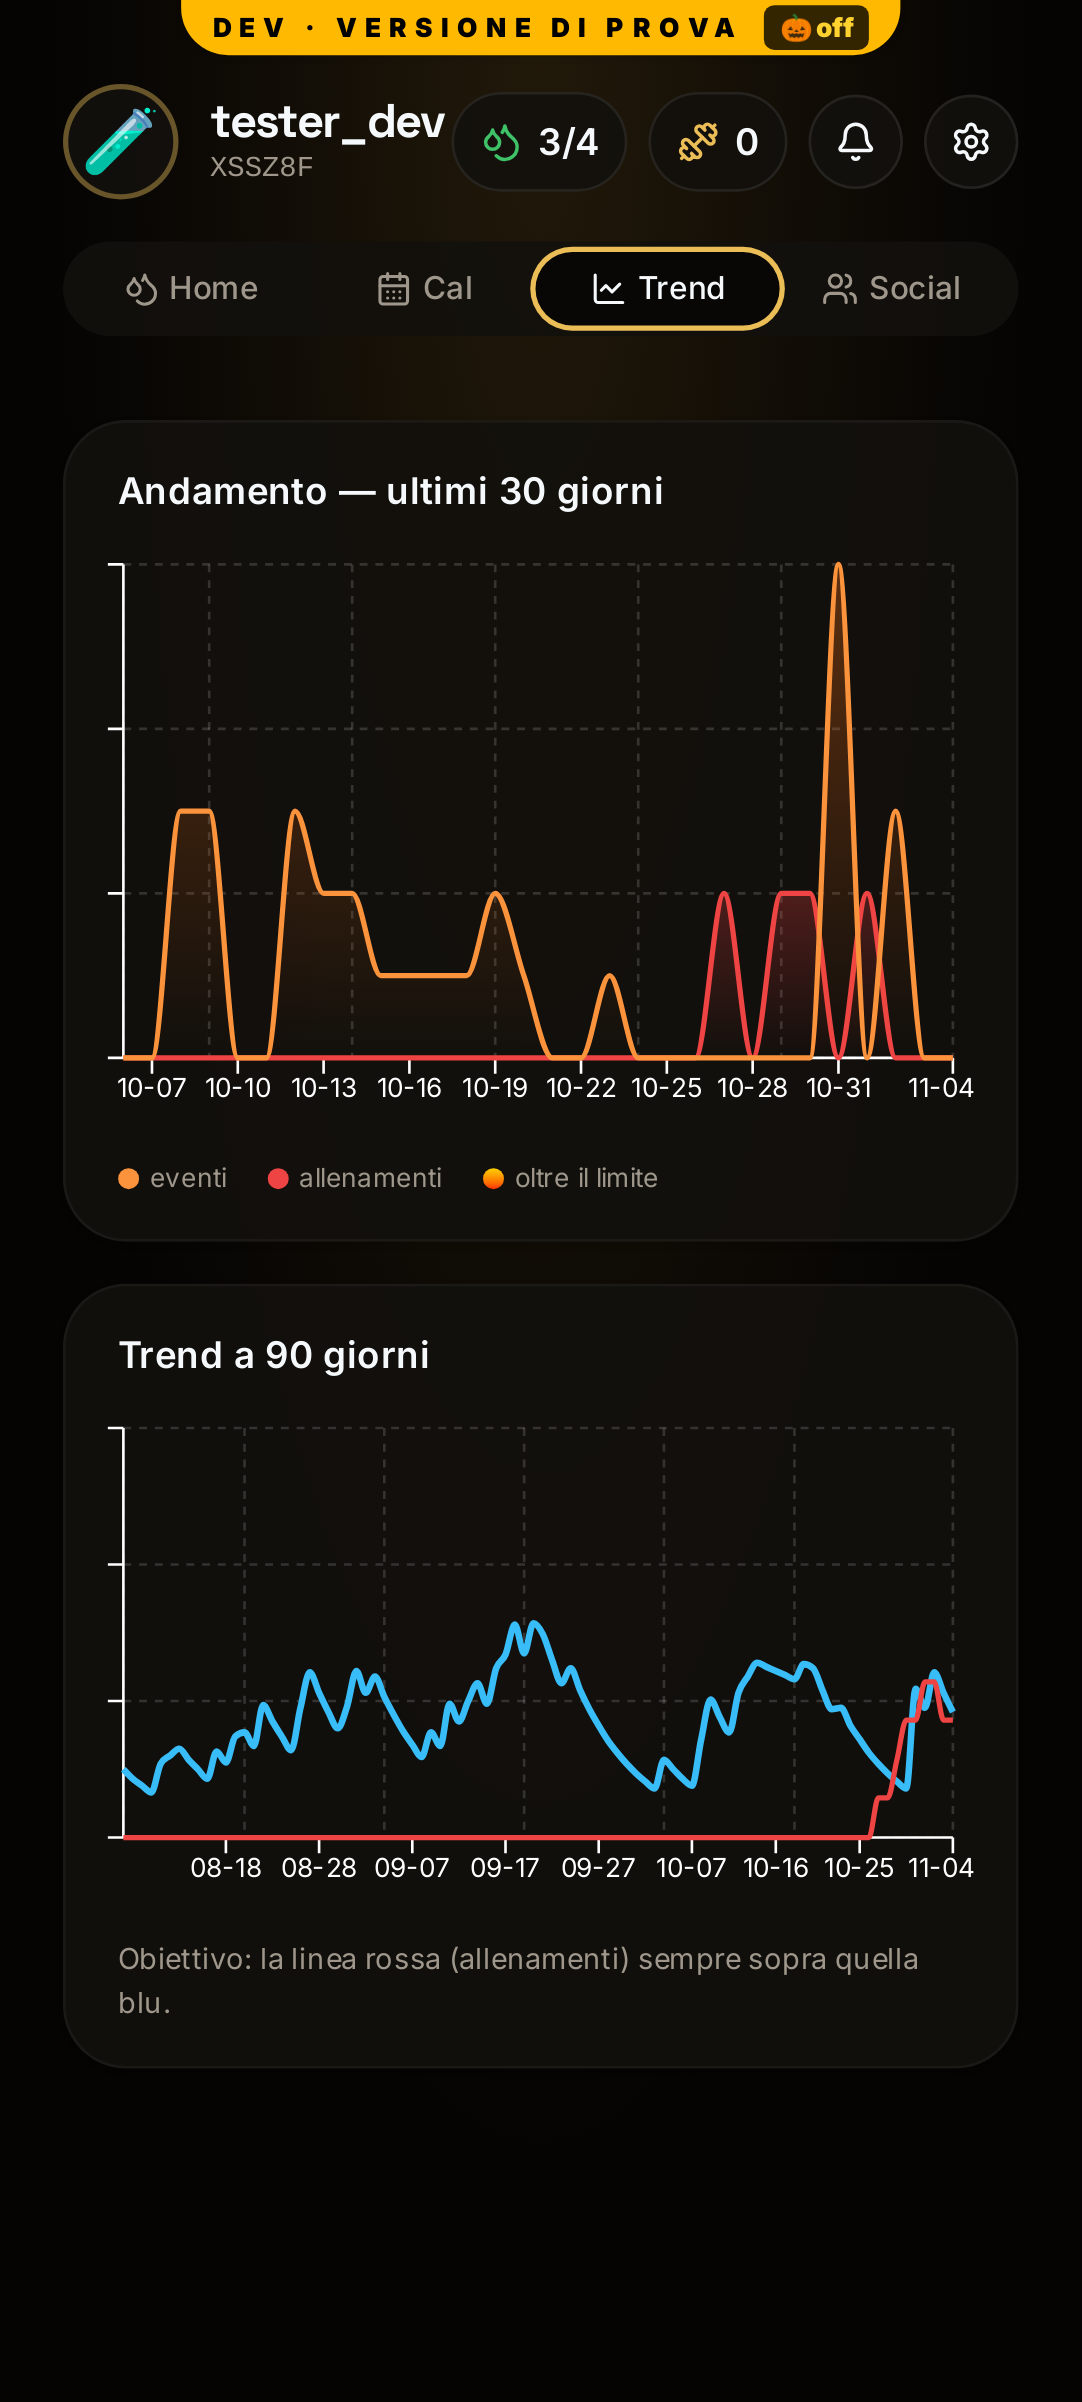 DEV · VERSIONE DI PROVA 🎃 off
tester_dev
XSSZ8F
3/4
0
Home
Cal
Trend
Social
Andamento — ultimi 30 giorni
10-07 10-10 10-13 10-16 10-19 10-22 10-25 10-28 10-31 11-04
eventi
allenamenti
oltre il limite
Trend a 90 giorni
08-18 08-28 09-07 09-17 09-27 10-07 10-16 10-25 11-04
Obiettivo: la linea rossa (allenamenti) sempre sopra quella
blu.